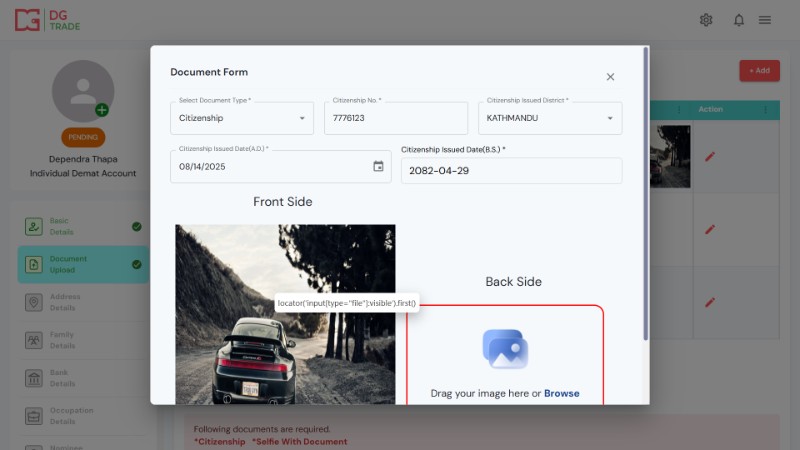 DG
TRADE
+ Add
Action
PENDING
Dependra Thapa
Individual Demat Account
Basic
Details
Document
Upload
Address
Details
Family
Details
Bank
Details
Occupation
Details
Nominee
Document Form
Select Document Type *
Citizenship
Citizenship No. *
7776123
Citizenship Issued District *
KATHMANDU
Citizenship Issued Date(A.D.) *
08/14/2025
Citizenship Issued Date(B.S.) *
2082-04-29
Front Side
Back Side
locator('input[type="file"]:visible').first()
Drag your image here or Browse
Following documents are required.
*Citizenship *Selfie With Document